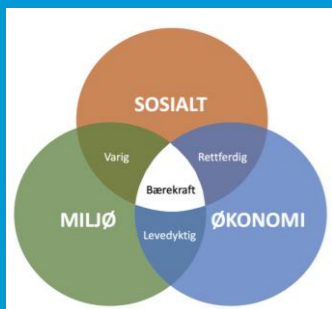 SOSIALT
Varig
Rettferdig
Bærekraft
MILJØ
ØKONOMI
Levedyktig